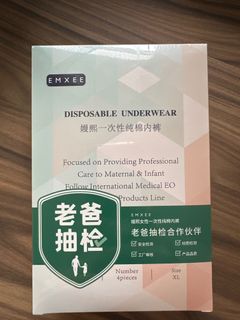 EMXEE
DISPOSABLE UNDERWEAR
嫚熙一次性纯棉内裤
Focused on Providing Professional
Care to Maternal & Infant
Follow International Medical EO
Products Line
老爸
抽检
EMXEE
嫚熙女性一次性纯棉内裤
老爸抽检合作伙伴
安全检测
工厂审核
产品品质
Number
4pieces
Size
XL